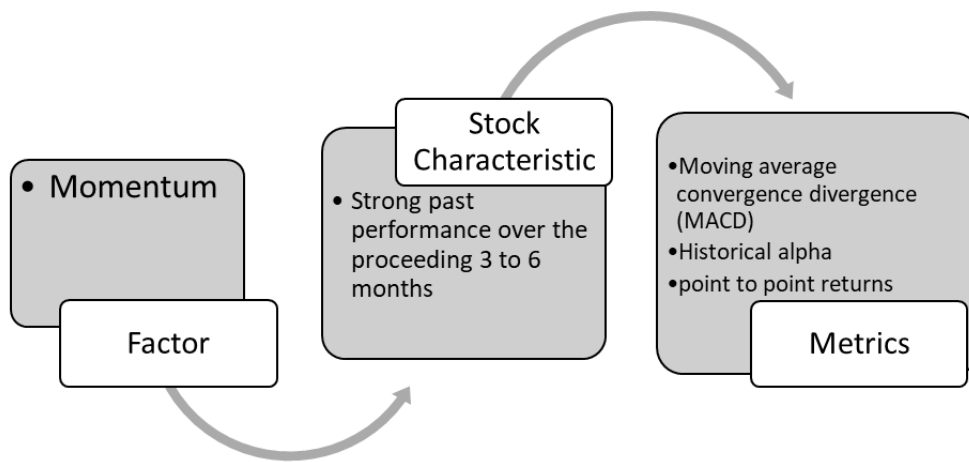 • Momentum
Factor
Stock
Characteristic
• Strong past
performance over the
proceeding 3 to 6
months
•Moving average
convergence divergence
(MACD)
•Historical alpha
•point to point returns
Metrics